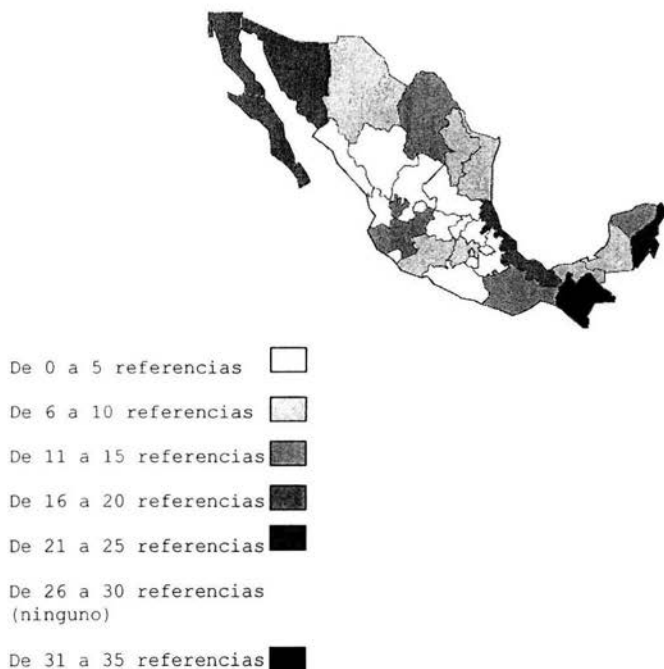 De 0 a 5 referencias
De 6 a 10 referencias
De 11 a 15 referencias
De 16 a 20 referencias
De 21 a 25 referencias
De 26 a 30 referencias
(ninguno)
De 31 a 35 referencias